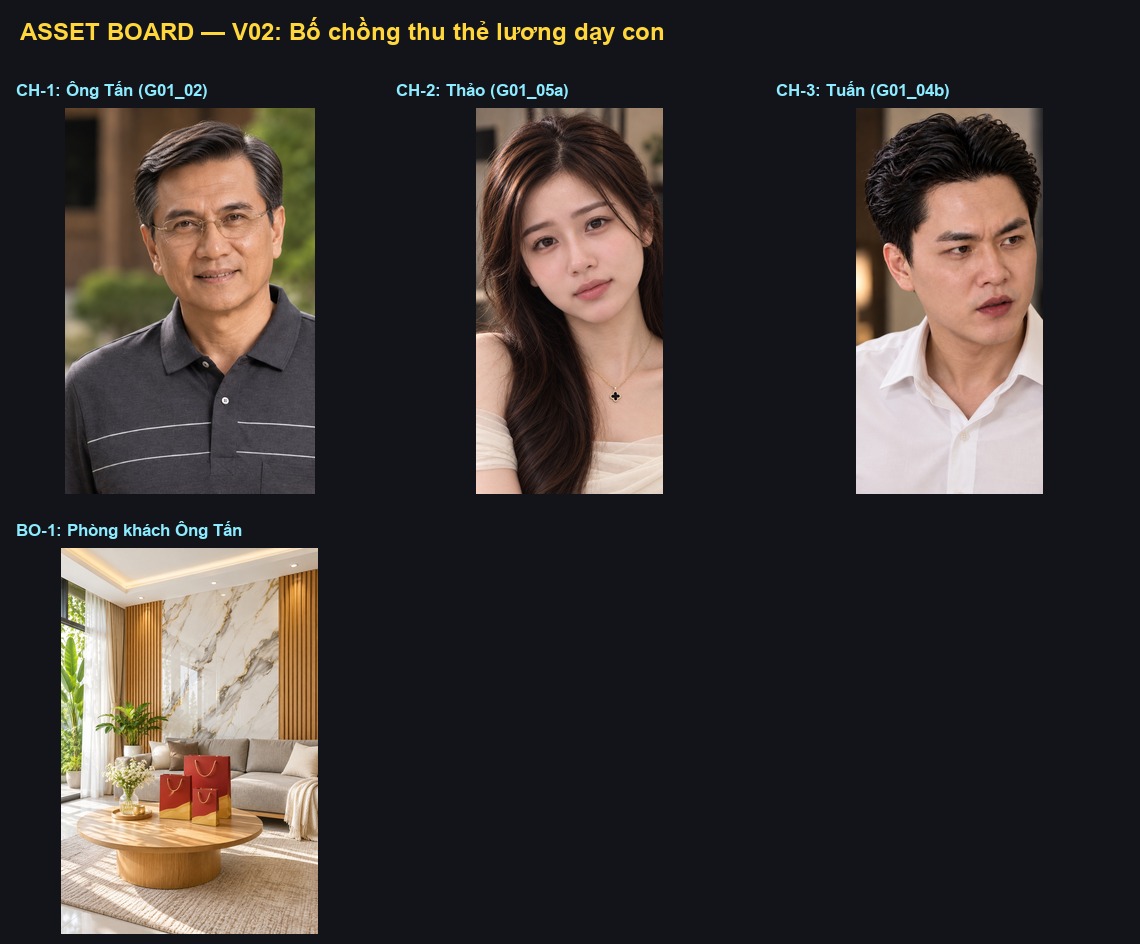 ASSET BOARD — V02: Bố chồng thu thẻ lương dạy con
CH-1: Ông Tấn (G01_02)
CH-2: Thảo (G01_05a)
CH-3: Tuấn (G01_04b)
BO-1: Phòng khách Ông Tấn